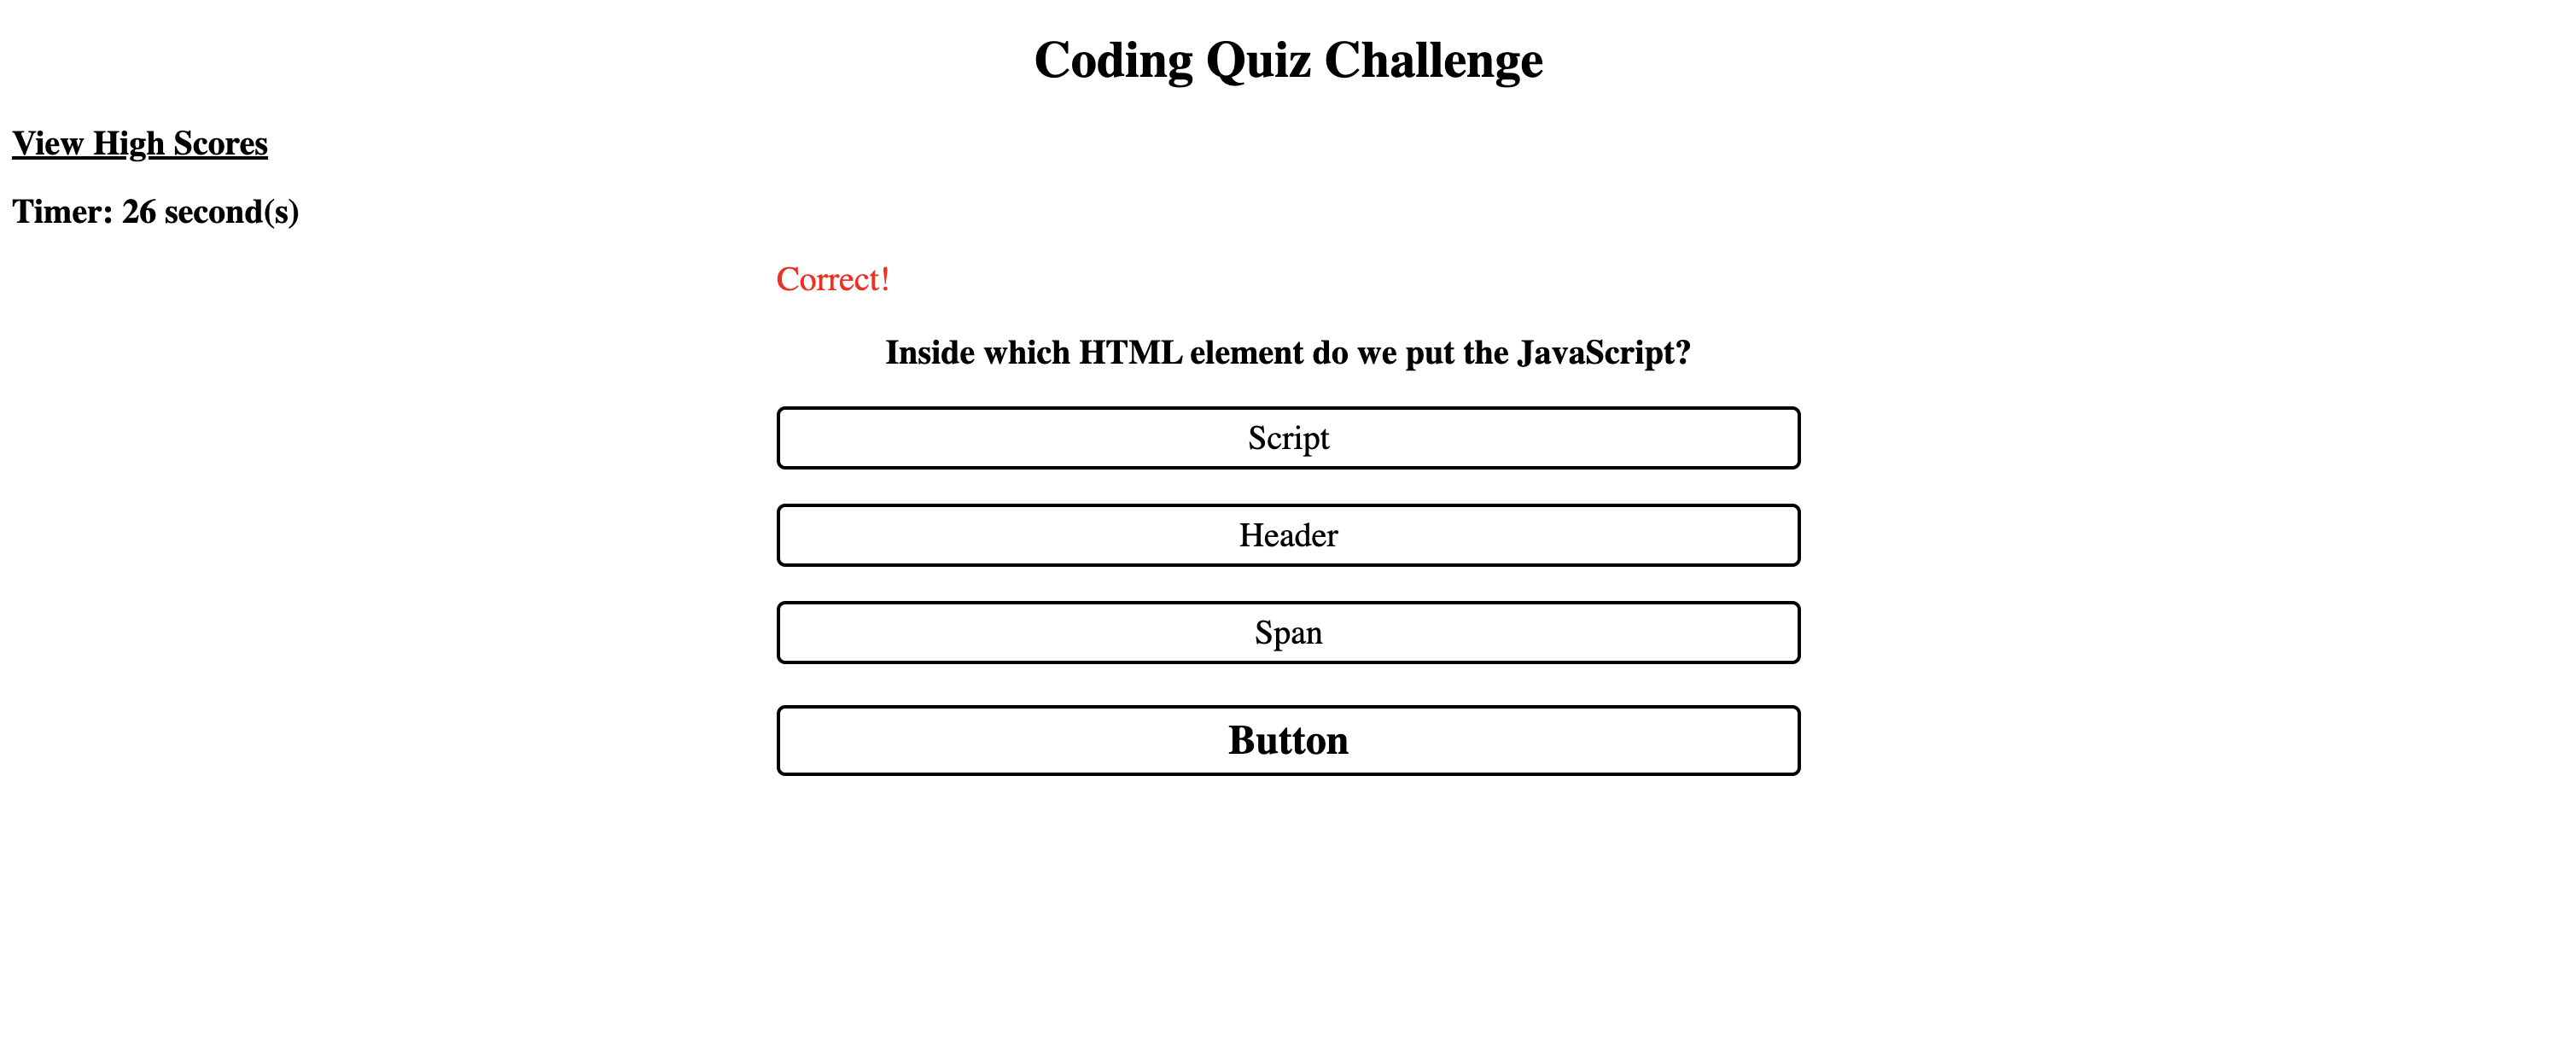 Coding Quiz Challenge
View High Scores
Timer: 26 second(s)
Correct!
Inside which HTML element do we put the JavaScript?
Script
Header
Span
Button